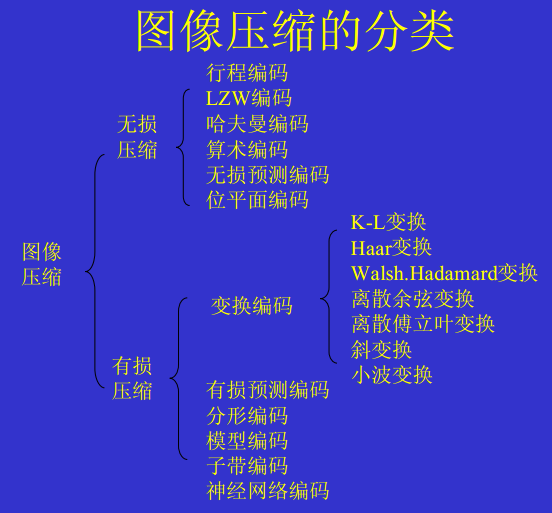 图像压缩的分类
行程编码
LZW编码
无损
压缩
哈夫曼编码
算术编码
无损预测编码
位平面编码
图像
压缩
K-L变换
Haar变换
Walsh.Hadamard变换
变换编码
离散余弦变换
离散傅立叶变换
斜变换
小波变换
有损
压缩
有损预测编码
分形编码
模型编码
子带编码
神经网络编码